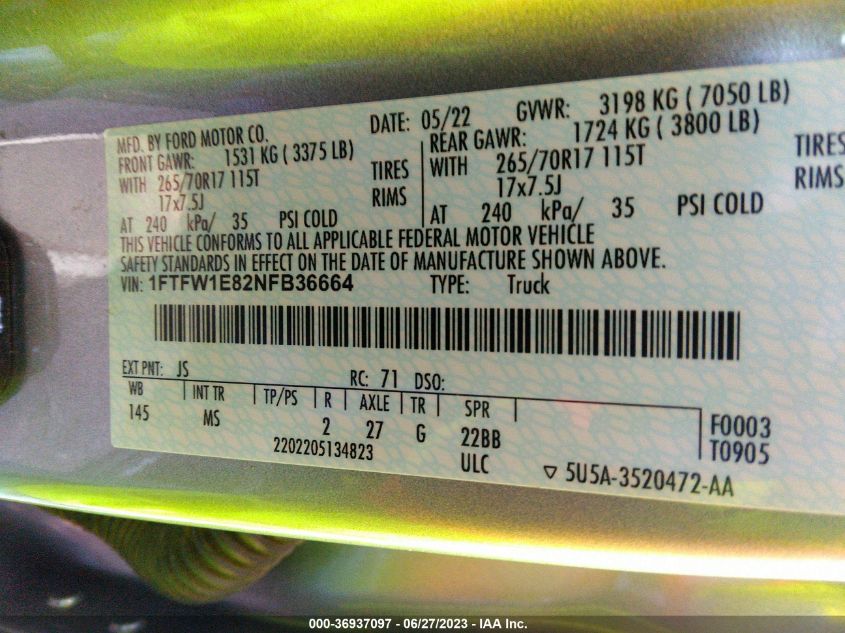 MFD. BY FORD MOTOR CO.
DATE: 05/22 GVWR: 3198 KG ( 7050 LB)
FRONT GAWR: 1531 KG ( 3375 LB)
REAR GAWR: 1724 KG ( 3800 LB)
WITH 265/70R17 115T TIRES
17x7.5J RIMS
AT 240 kPa/ 35 PSI COLD
WITH 265/70R17 115T TIRES
17x7.5J RIMS
AT 240 kPa/ 35 PSI COLD
THIS VEHICLE CONFORMS TO ALL APPLICABLE FEDERAL MOTOR VEHICLE
SAFETY STANDARDS IN EFFECT ON THE DATE OF MANUFACTURE SHOWN ABOVE.
VIN: 1FTFW1E82NFB36664 TYPE: Truck
EXT PNT: JS RC: 71 DSO:
WB INT TR TP/PS R AXLE TR SPR
145 MS 2 27 G 22BB
F0003
T0905
2202205134823 ULC
5U5A-3520472-AA
000-36937097 - 06/27/2023 - IAA Inc.